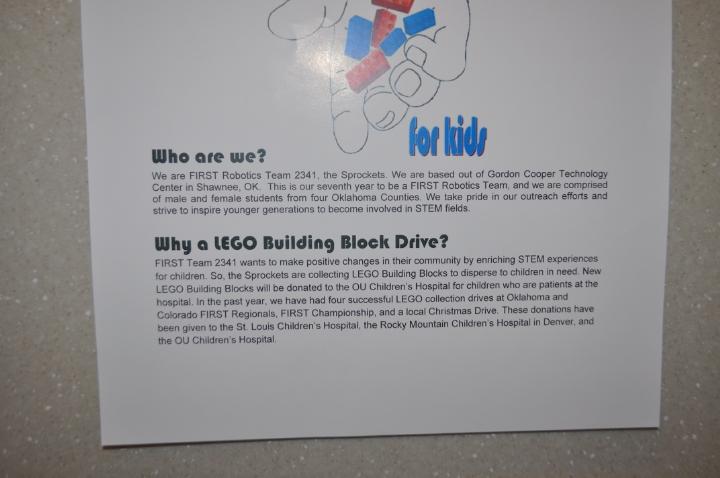 for kids
Who are we?
We are FIRST Robotics Team 2341, the Sprockets. We are based out of Gordon Cooper Technology
Center in Shawnee, OK. This is our seventh year to be a FIRST Robotics Team, and we are comprised
of male and female students from four Oklahoma Counties. We take pride in our outreach efforts and
strive to inspire younger generations to become involved in STEM fields.
Why a LEGO Building Block Drive?
FIRST Team 2341 wants to make positive changes in their community by enriching STEM experiences
for children. So, the Sprockets are collecting LEGO Building Blocks to disperse to children in need. New
LEGO Building Blocks will be donated to the OU Children's Hospital for children who are patients at the
hospital. In the past year, we have had four successful LEGO collection drives at Oklahoma and
Colorado FIRST Regionals, FIRST Championship, and a local Christmas Drive. These donations have
been given to the St. Louis Children's Hospital, the Rocky Mountain Children's Hospital in Denver, and
the OU Children's Hospital.